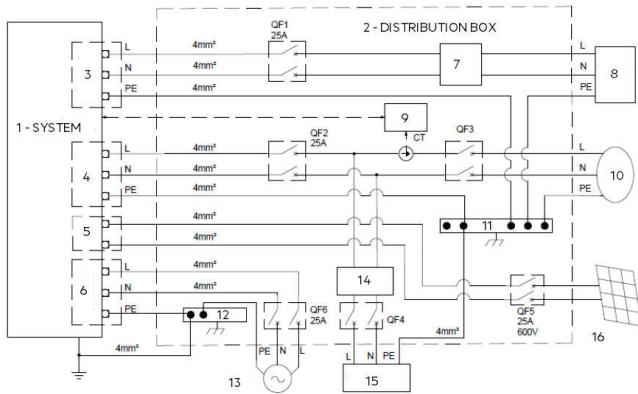 QF1
25A
2 - DISTRIBUTION BOX
L
4mm²
L
N
4mm²
7
N
8
3
PE
4mm²
PE
9
1 - SYSTEM
QF2
25A
CT
QF3
L
4mm²
L
4
N
4mm²
N
10
PE
4mm²
PE
5
4mm²
11
4mm²
6
L
4mm²
14
N
4mm²
QF5
25A
600V
PE
12
QF6
25A
QF4
4mm²
16
4mm²
PE
N
L
L
N
PE
13
15